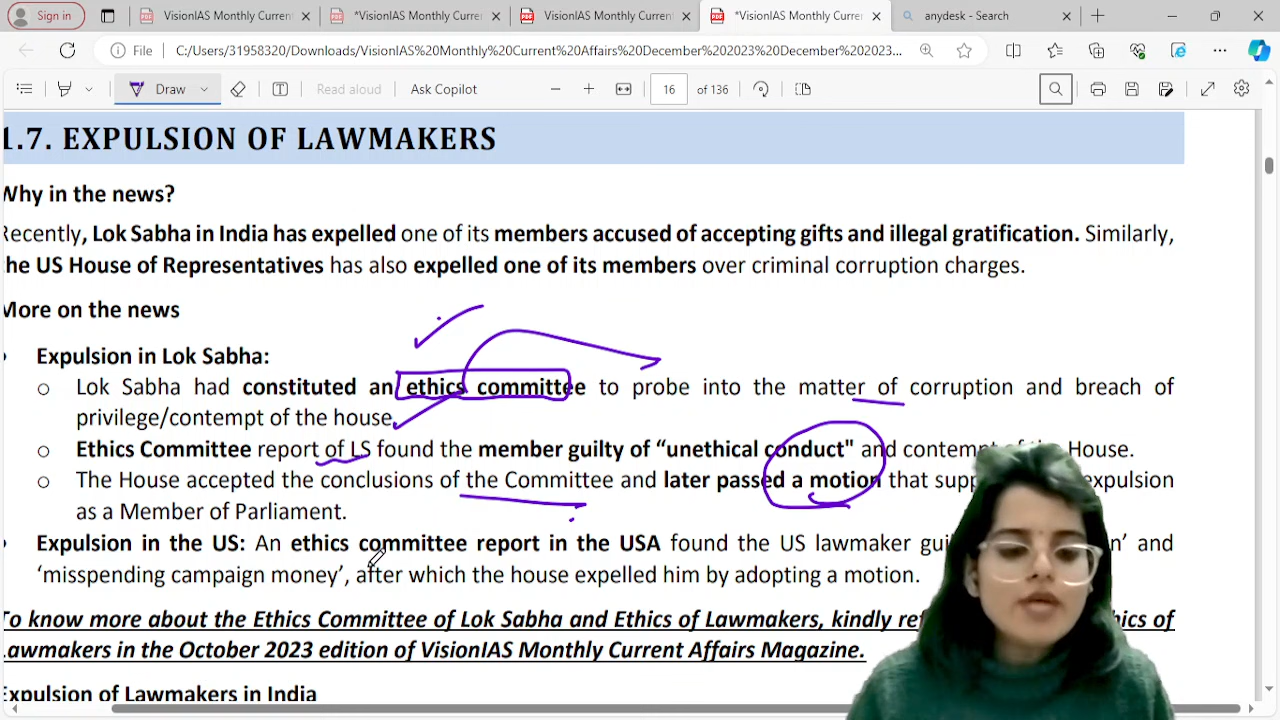 Sign in
VisionIAS Monthly Current
*VisionIAS Monthly Curre
VisionIAS Monthly Current
*VisionIAS Monthly Curre
anydesk - Search
File
C:/Users/31958320/Downloads/VisionIAS%20Monthly%20Current%20Affairs%20December%202023%20December%202023...
Draw
Read aloud
Ask Copilot
16 of 136
1.7. EXPULSION OF LAWMAKERS
Why in the news?
Recently, Lok Sabha in India has expelled one of its members accused of accepting gifts and illegal gratification. Similarly,
the US House of Representatives has also expelled one of its members over criminal corruption charges.
More on the news
Expulsion in Lok Sabha:
o Lok Sabha had constituted an ethics committee to probe into the matter of corruption and breach of
privilege/contempt of the house.
o Ethics Committee report of LS found the member guilty of “unethical conduct" and contempt of the House.
o The House accepted the conclusions of the Committee and later passed a motion that supp expulsion
as a Member of Parliament.
Expulsion in the US: An ethics committee report in the USA found the US lawmaker gui n’ and
‘misspending campaign money’, after which the house expelled him by adopting a motion.
To know more about the Ethics Committee of Lok Sabha and Ethics of Lawmakers, kindly ref hics of
Lawmakers in the October 2023 edition of VisionIAS Monthly Current Affairs Magazine.
Expulsion of Lawmakers in India